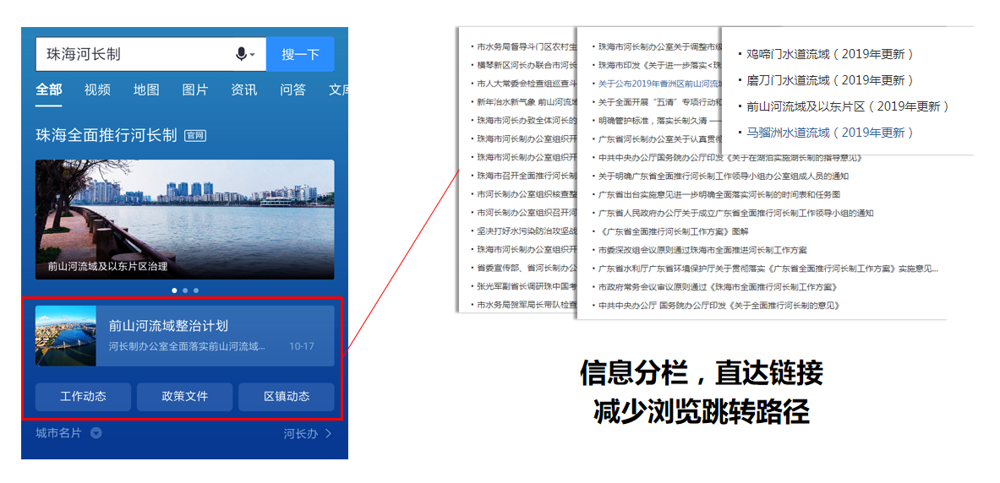 珠海河长制
搜一下
全部 视频 地图 图片 资讯 问答 文库
珠海全面推行河长制 官网
前山河流域及以东片区治理
前山河流域整治计划
河长制办公室全面落实前山河流域... 10-17
工作动态 政策文件 区镇动态
城市名片 河长办
• 市水务局督导斗门区农村生
• 横琴新区河长办联合市河长
• 市人大常委会检查组巡查斗
• 新年治水新气象 前山河流域
• 珠海市河长办致全体河长的
• 珠海市河长制办公室组织开
• 珠海市河长制办公室组织开
• 珠海市召开全面推行河长制
• 市河长制办公室组织核查整
• 市河长制办公室组织召开河
• 坚决打好水污染防治攻坚战
• 珠海市河长制办公室组织开
• 省委宣传部、省河长制办公
• 张光军副省长调研珠中国考
• 市水务局贺军局长带队检查
• 珠海市河长制办公室关于调整市级
• 珠海市印发《关于进一步落实<珠
• 关于公布2019年香洲区前山河流域
• 关于全面开展“五清”专项行动和
• 明确管护标准，落实长制久清 ——
• 广东省河长制办公室关于认真贯彻
• 中共中央办公厅国务院办公厅印发《关于在湖泊实施湖长制的指导意见》
• 关于明确广东省全面推行河长制工作领导小组办公室组成人员的通知
• 广东省出台实施意见进一步明确全面落实河长制的时间表和任务图
• 广东省人民政府办公厅关于成立广东省全面推行河长制工作领导小组的通知
• 《广东省全面推行河长制工作方案》图解
• 市委深改组会议原则通过珠海市全面推进河长制工作方案
• 广东省水利厅广东省环境保护厅关于贯彻落实《广东省全面推行河长制工作方案》实施意见...
• 市政府常务会议审议原则通过《珠海市全面推行河长制工作方案》
• 中共中央办公厅 国务院办公厅印发《关于全面推行河长制的意见》
• 鸡啼门水道流域（2019年更新）
• 磨刀门水道流域（2019年更新）
• 前山河流域及以东片区（2019年更新）
• 马骝洲水道流域（2019年更新）
信息分栏，直达链接
减少浏览跳转路径